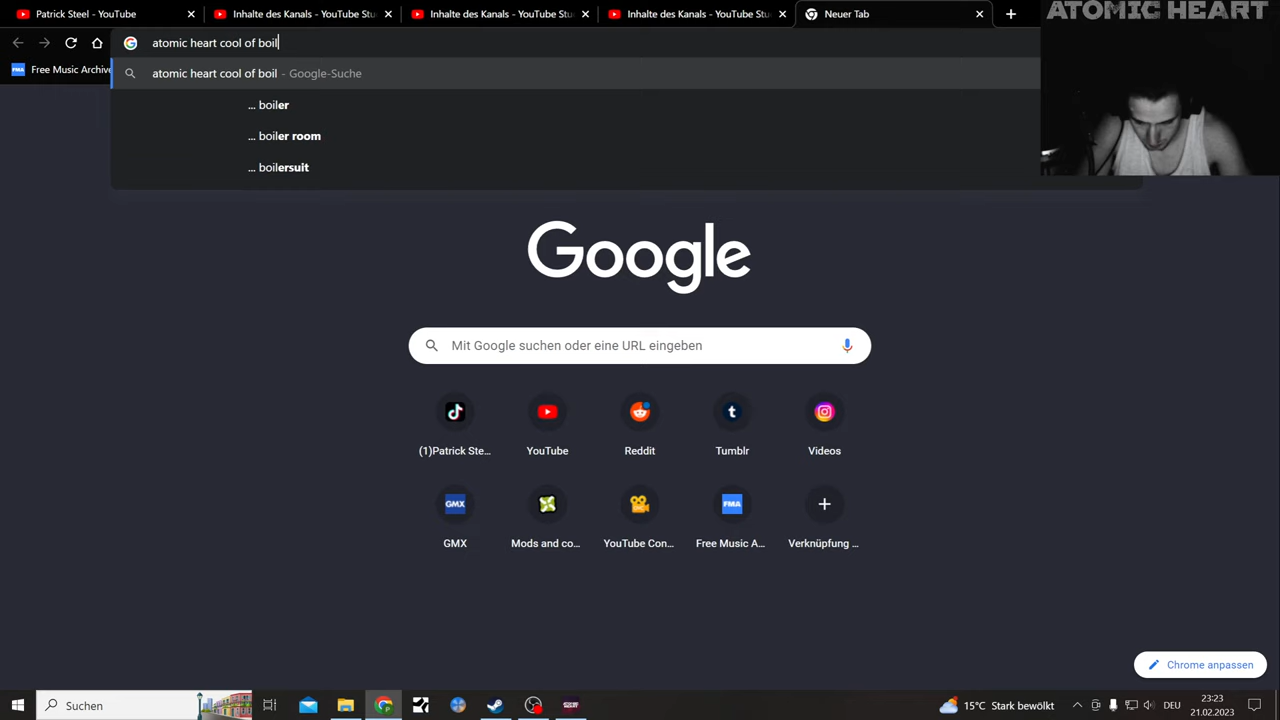 Patrick Steel - YouTube
Inhalte des Kanals - YouTube Stu
Inhalte des Kanals - YouTube Stu
Inhalte des Kanals - YouTube Stu
Neuer Tab
ATOMIC HEART
atomic heart cool of boil
Free Music Archive
atomic heart cool of boil - Google-Suche
... boiler
... boiler room
... boilersuit
Google
Mit Google suchen oder eine URL eingeben
(1)Patrick Ste...
YouTube
Reddit
Tumblr
Videos
GMX
Mods and co...
YouTube Con...
Free Music A...
Verknüpfung ...
Chrome anpassen
Suchen
15°C Stark bewölkt
DEU
23:23
21.02.2023